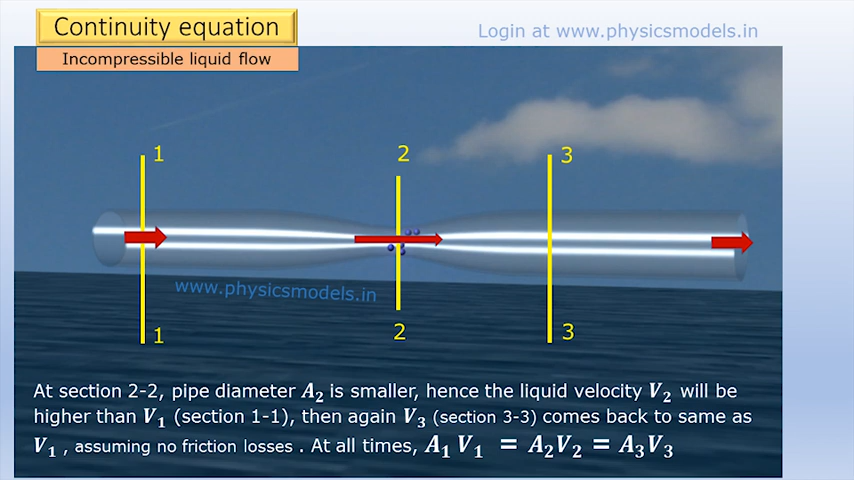 Continuity equation
Login at www.physicsmodels.in
Incompressible liquid flow
1
2
3
www.physicsmodels.in
1
2
3
At section 2-2, pipe diameter A₂ is smaller, hence the liquid velocity V₂ will be
higher than V₁ (section 1-1), then again V₃ (section 3-3) comes back to same as
V₁ , assuming no friction losses . At all times, A₁ V₁ = A₂V₂ = A₃V₃